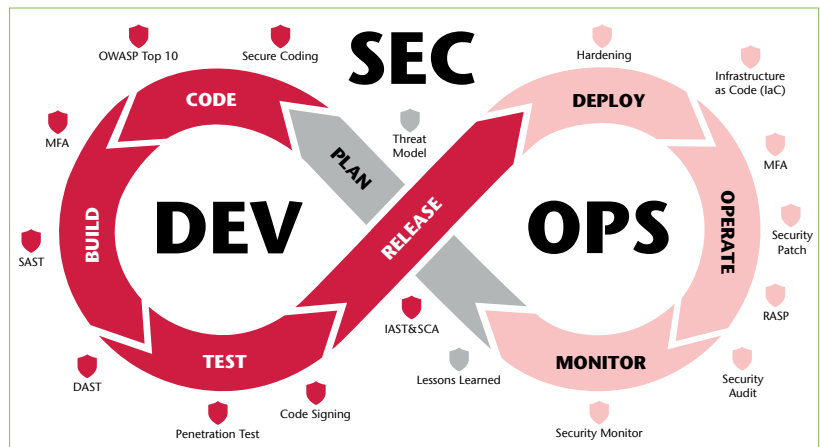 SEC
OWASP Top 10
Secure Coding
Hardening
Infrastructure
as Code (IaC)
CODE
DEPLOY
MFA
Threat
Model
PLAN
MFA
DEV
OPS
BUILD
RELEASE
OPERATE
SAST
Security
Patch
IAST&SCA
RASP
TEST
MONITOR
DAST
Lessons Learned
Security
Audit
Code Signing
Penetration Test
Security Monitor